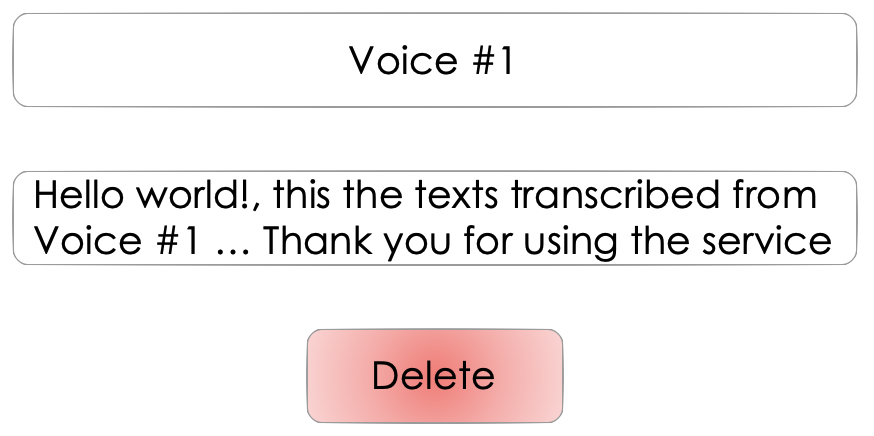 Voice #1
Hello world!, this the texts transcribed from
Voice #1 ... Thank you for using the service
Delete